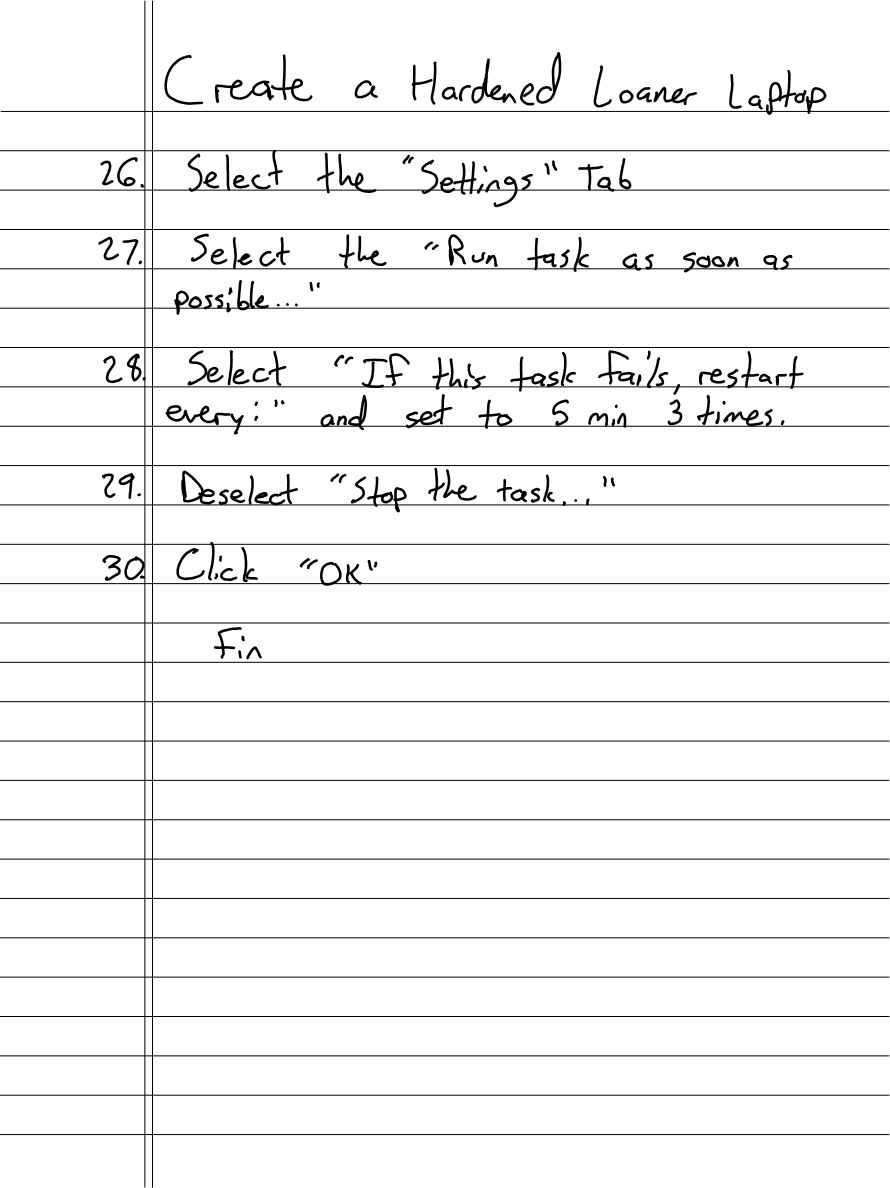 Create a Hardened Loaner Laptop
26. Select the "Settings" Tab
27. Select the "Run task as soon as
possible..."
28. Select "If this task fails, restart
every:" and set to 5 min 3 times.
29. Deselect "Stop the task..."
30. Click "OK"
Fin